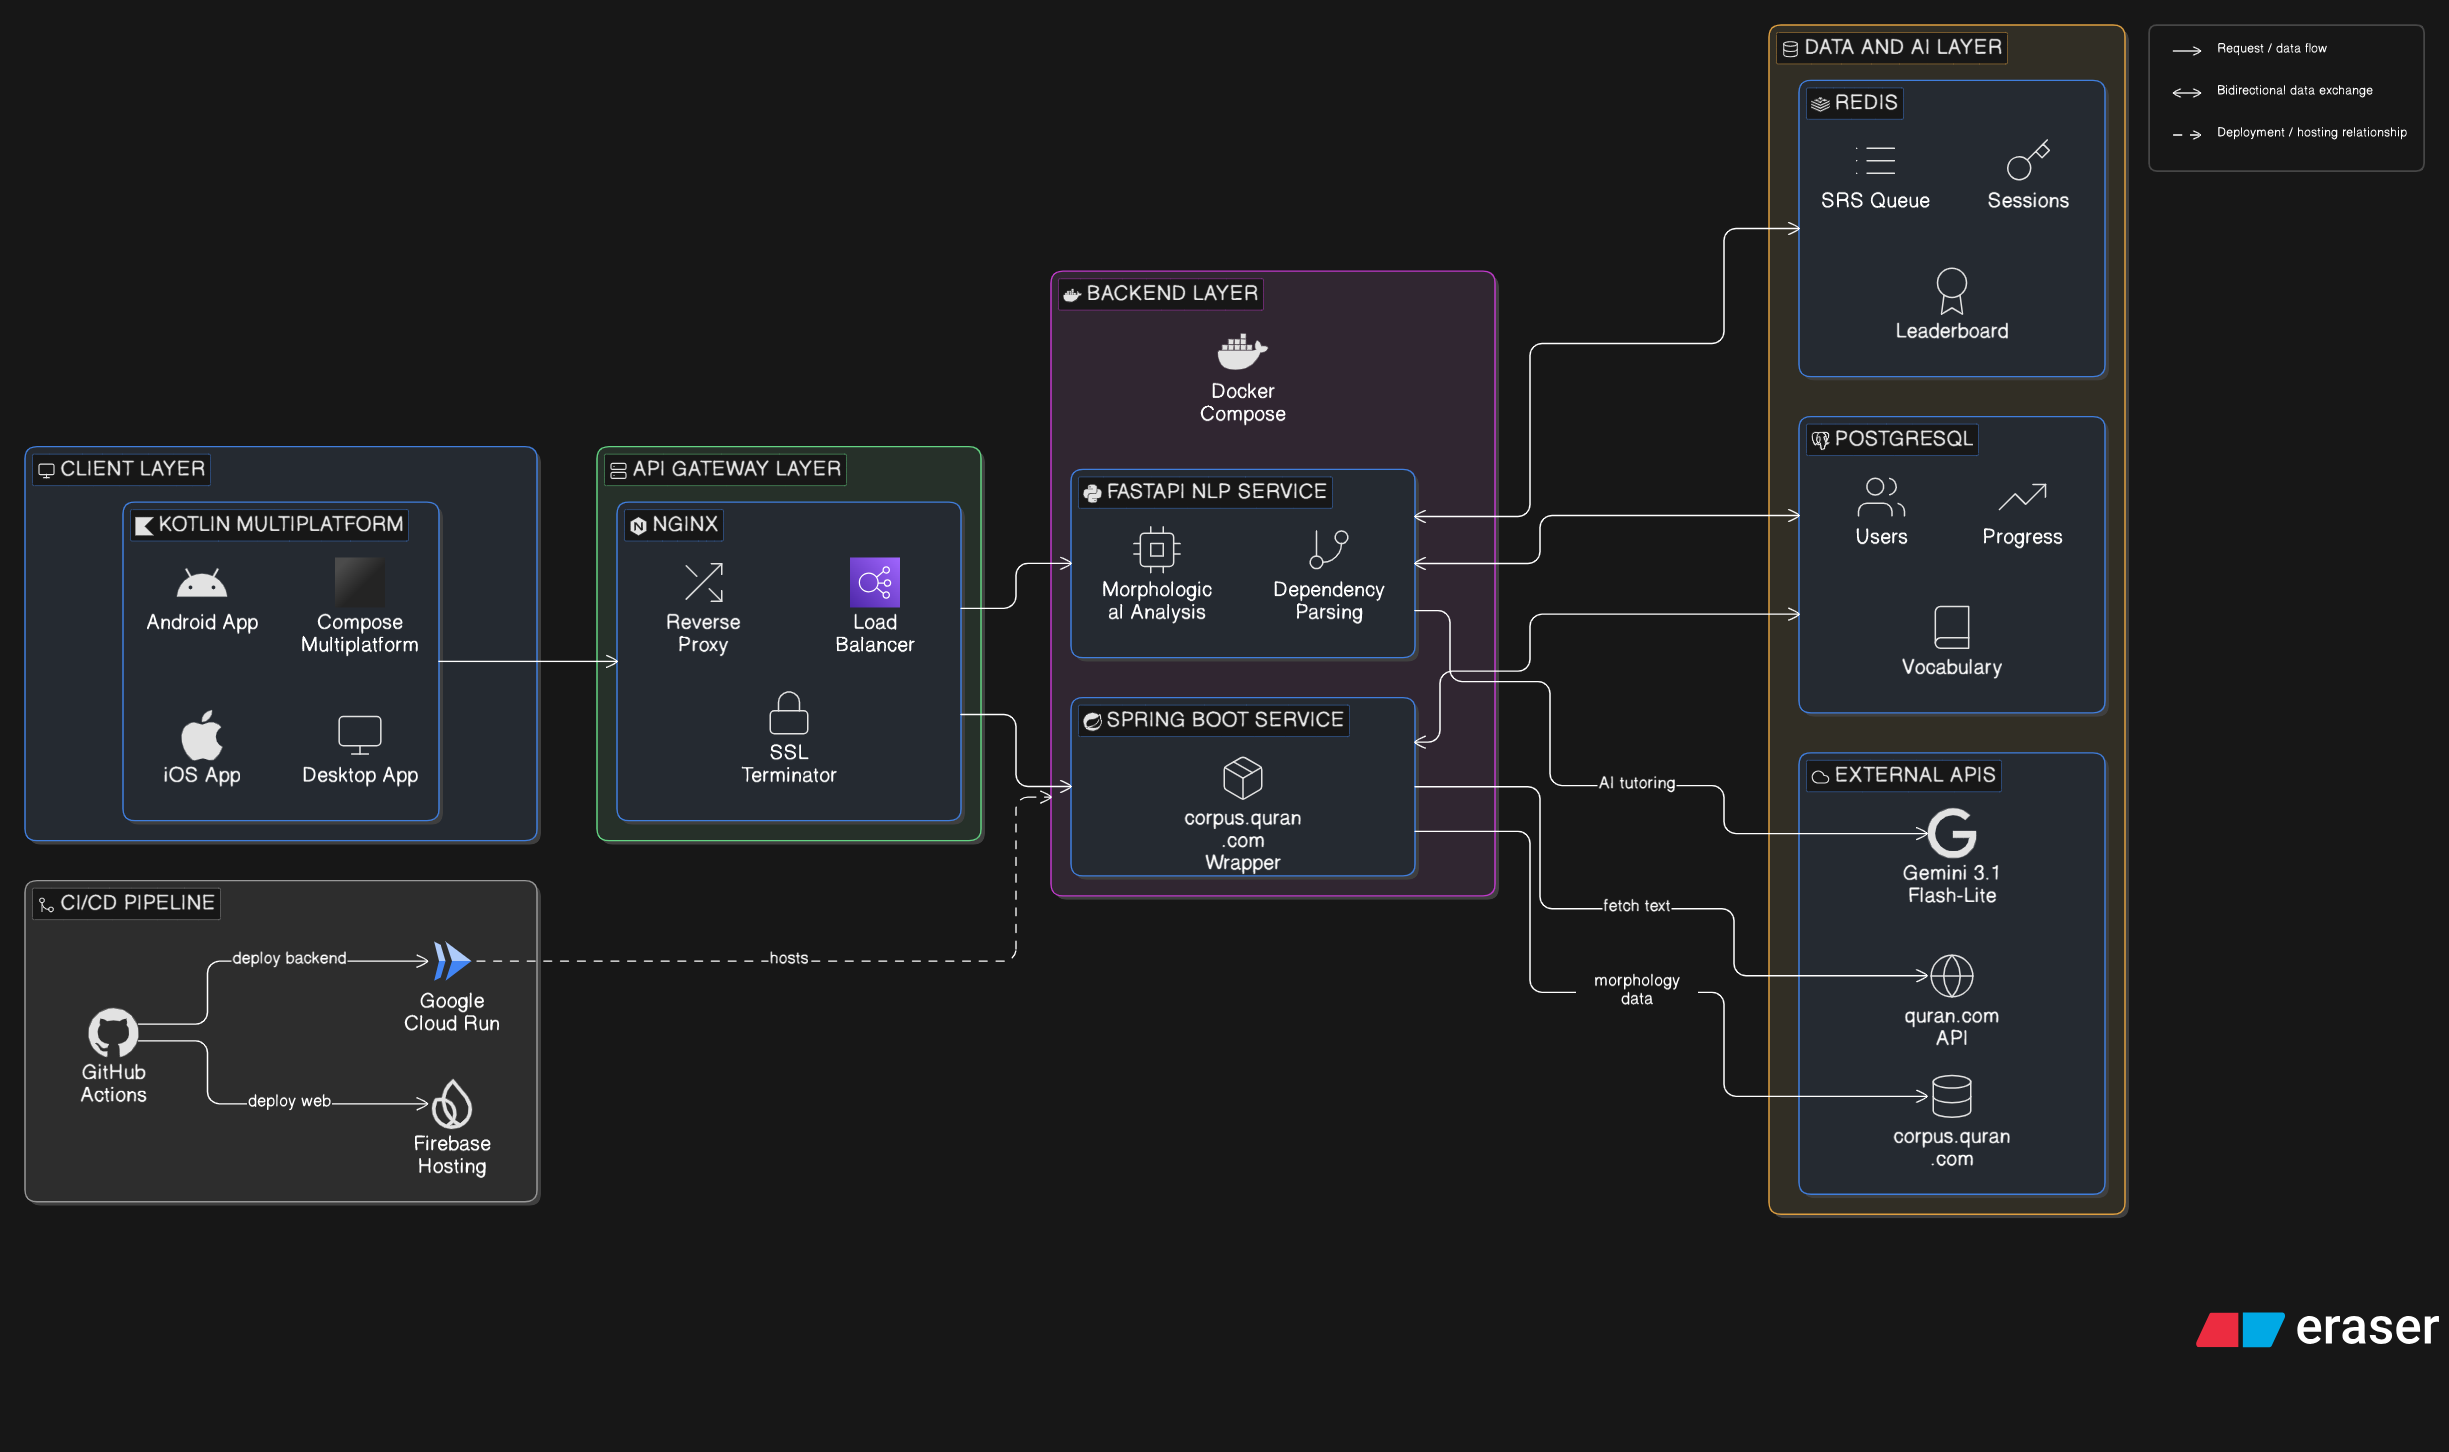 CLIENT LAYER
KOTLIN MULTIPLATFORM
Android App
Compose
Multiplatform
iOS App
Desktop App
CI/CD PIPELINE
deploy backend
Google
Cloud Run
GitHub
Actions
deploy web
Firebase
Hosting
hosts
API GATEWAY LAYER
NGINX
Reverse
Proxy
Load
Balancer
SSL
Terminator
BACKEND LAYER
Docker
Compose
FASTAPI NLP SERVICE
Morphologic
al Analysis
Dependency
Parsing
SPRING BOOT SERVICE
corpus.quran
.com
Wrapper
AI tutoring
fetch text
morphology
data
DATA AND AI LAYER
REDIS
SRS Queue
Sessions
Leaderboard
POSTGRESQL
Users
Progress
Vocabulary
EXTERNAL APIS
Gemini 3.1
Flash-Lite
quran.com
API
corpus.quran
.com
Request / data flow
Bidirectional data exchange
Deployment / hosting relationship
eraser